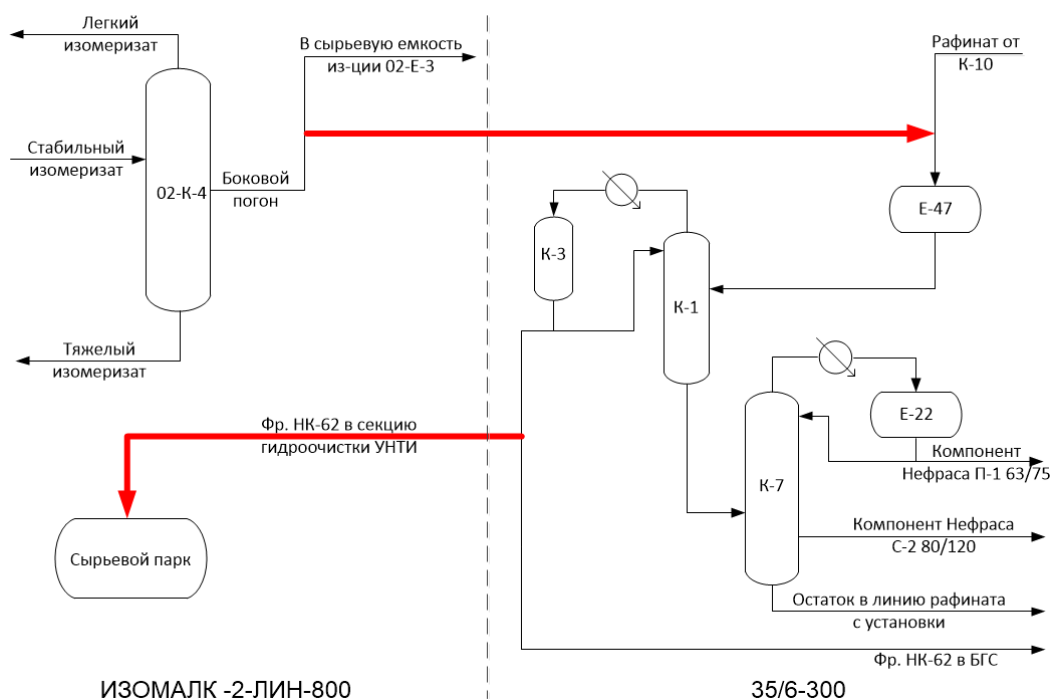 Легкий
изомеризат
В сырьевую емкость
из-ции 02-Е-3
Рафинат от
К-10
Стабильный
изомеризат
02-К-4
Боковой
погон
Е-47
К-3
К-1
Тяжелый
изомеризат
Е-22
Фр. НК-62 в секцию
гидроочистки УНТИ
Компонент
Нефраса П-1 63/75
К-7
Компонент Нефраса
С-2 80/120
Сырьевой парк
Остаток в линию рафината
с установки
Фр. НК-62 в БГС
ИЗОМАЛК -2-ЛИН-800
35/6-300